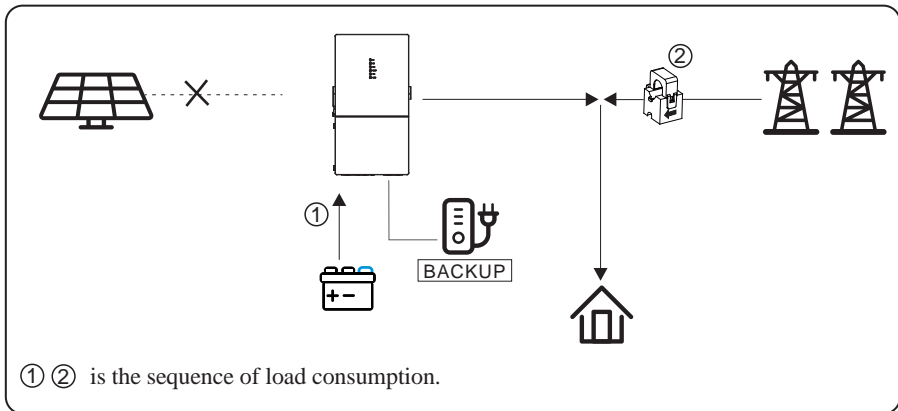 ②
①
BACKUP
+ −
① ② is the sequence of load consumption.